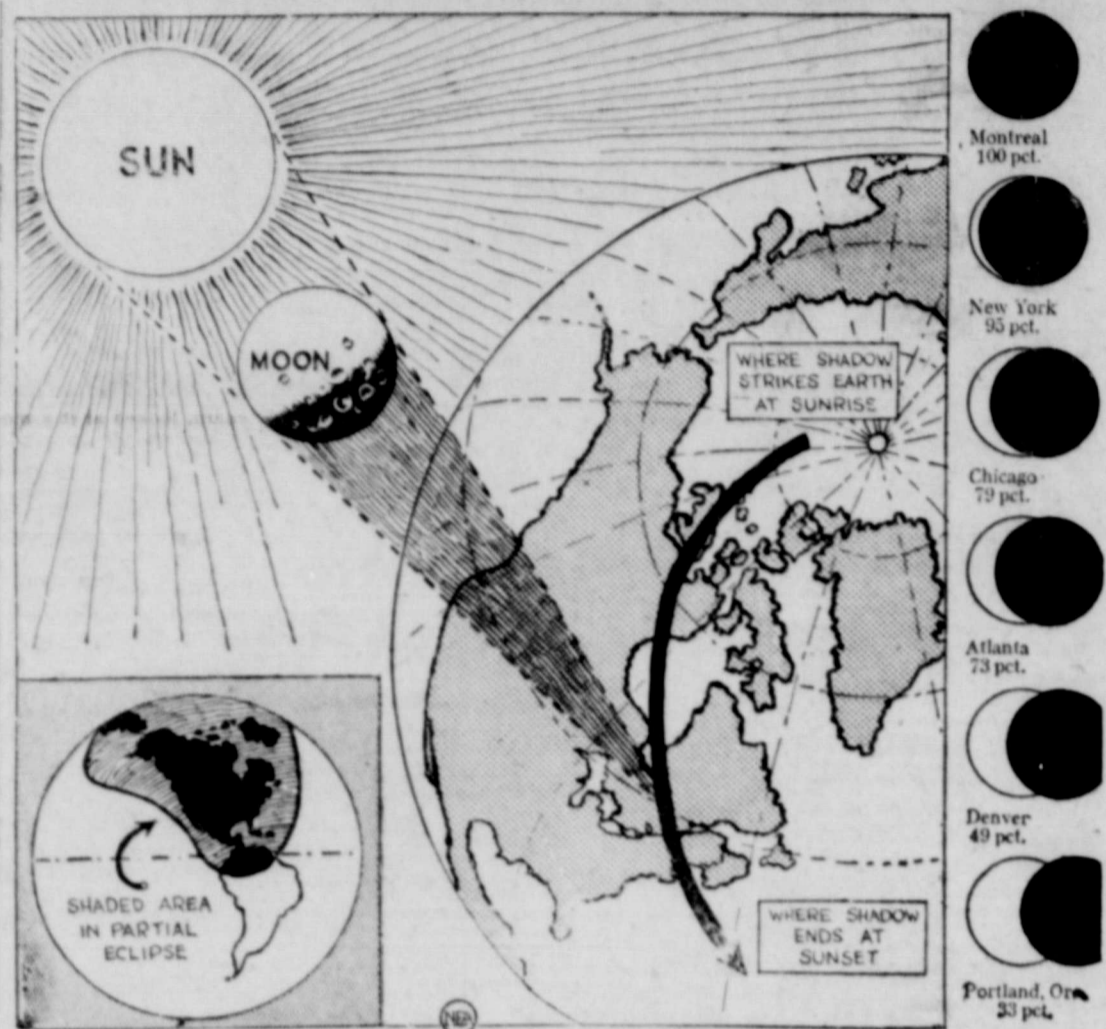 SUN
MOON
WHERE SHADOW
STRIKES EARTH
AT SUNRISE
SHADED AREA
IN PARTIAL
ECLIPSE
WHERE SHADOW
ENDS AT
SUNSET
NEA
Montreal
100 pct.
New York
95 pct.
Chicago
79 pct.
Atlanta
73 pct.
Denver
49 pct.
Portland, Ore.
33 pct.